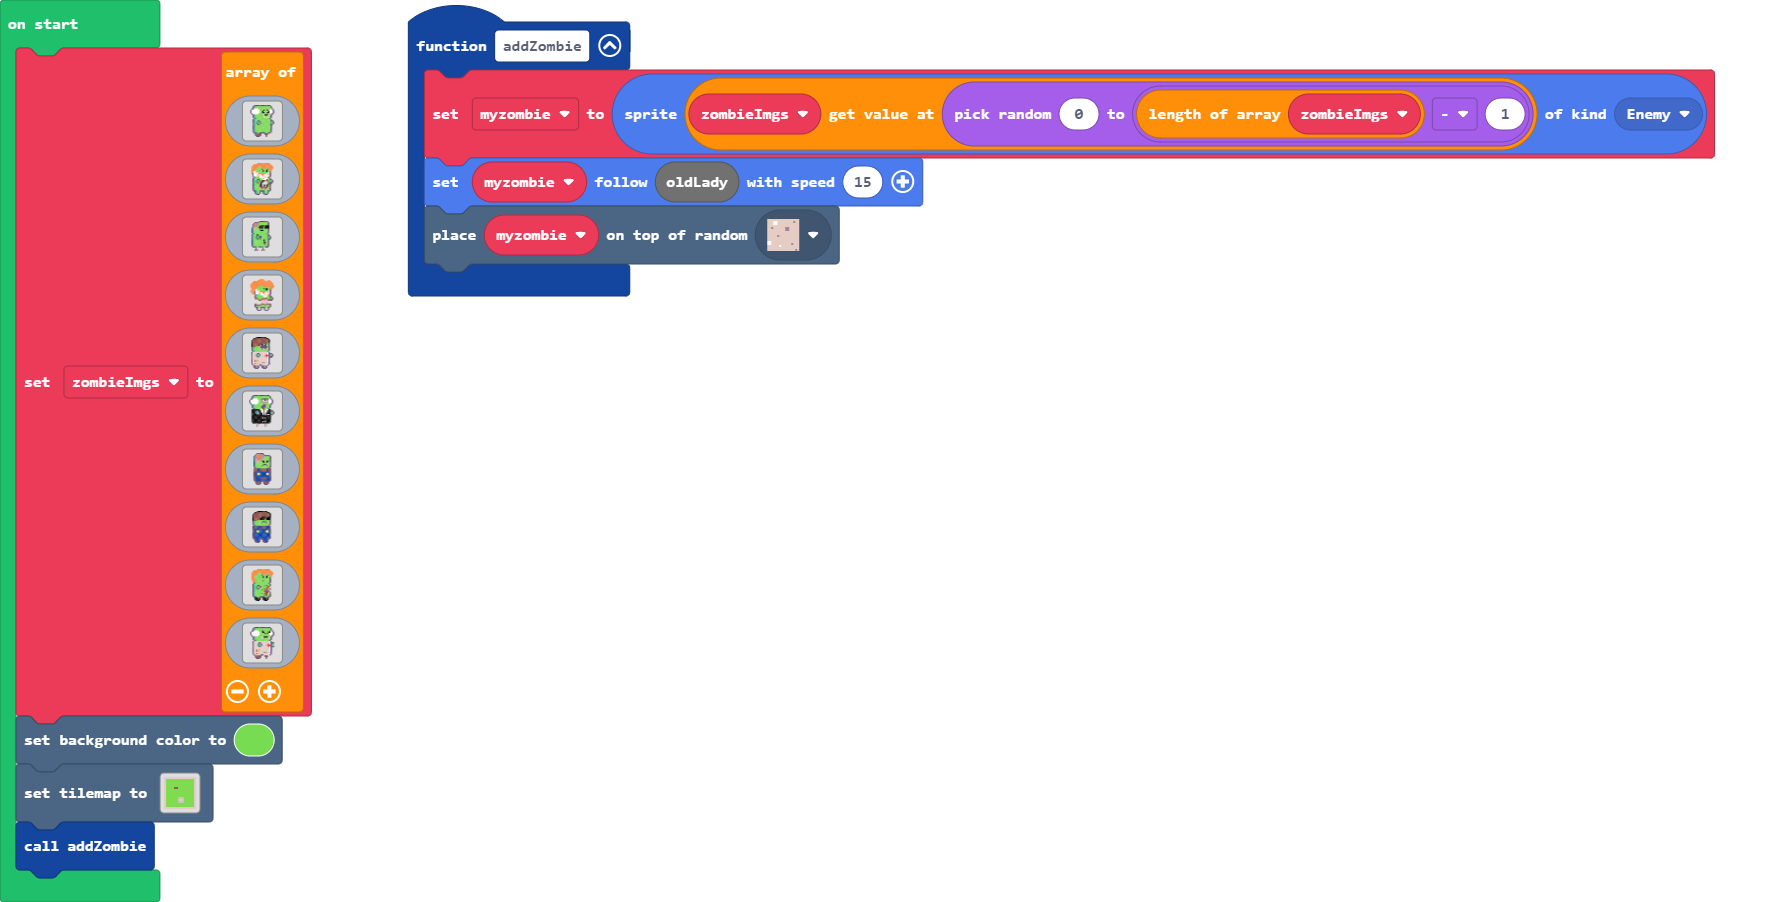 on start
set zombieImgs to array of
set background color to
set tilemap to
call addZombie
function addZombie
set myzombie to sprite zombieImgs get value at pick random 0 to length of array zombieImgs - 1 of kind Enemy
set myzombie follow oldLady with speed 15
place myzombie on top of random